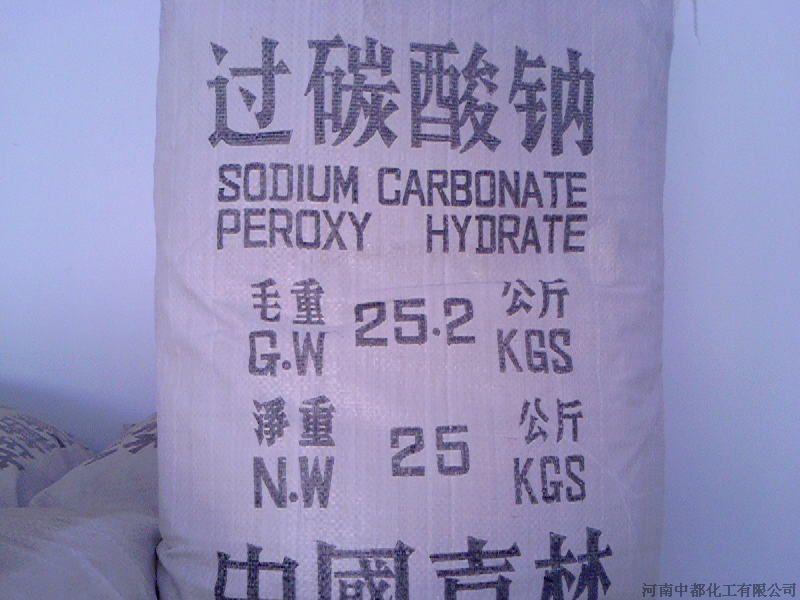 过碳酸钠
SODIUM CARBONATE
PEROXY HYDRATE
毛重 25.2 公斤
G.W KGS
淨重 25 公斤
N.W KGS
中國吉林
河南中都化工有限公司